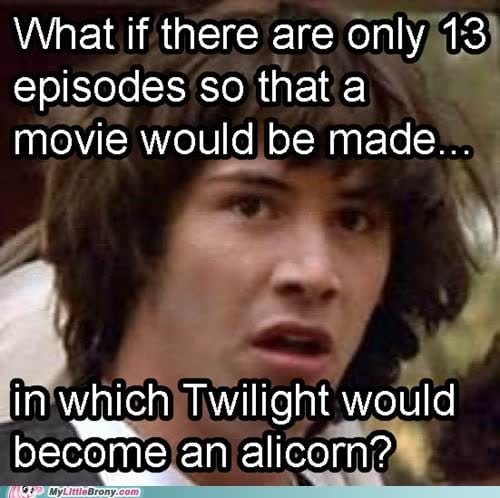 What if there are only 13
episodes so that a
movie would be made...
in which Twilight would
become an alicorn?
MyLittleBrony.com